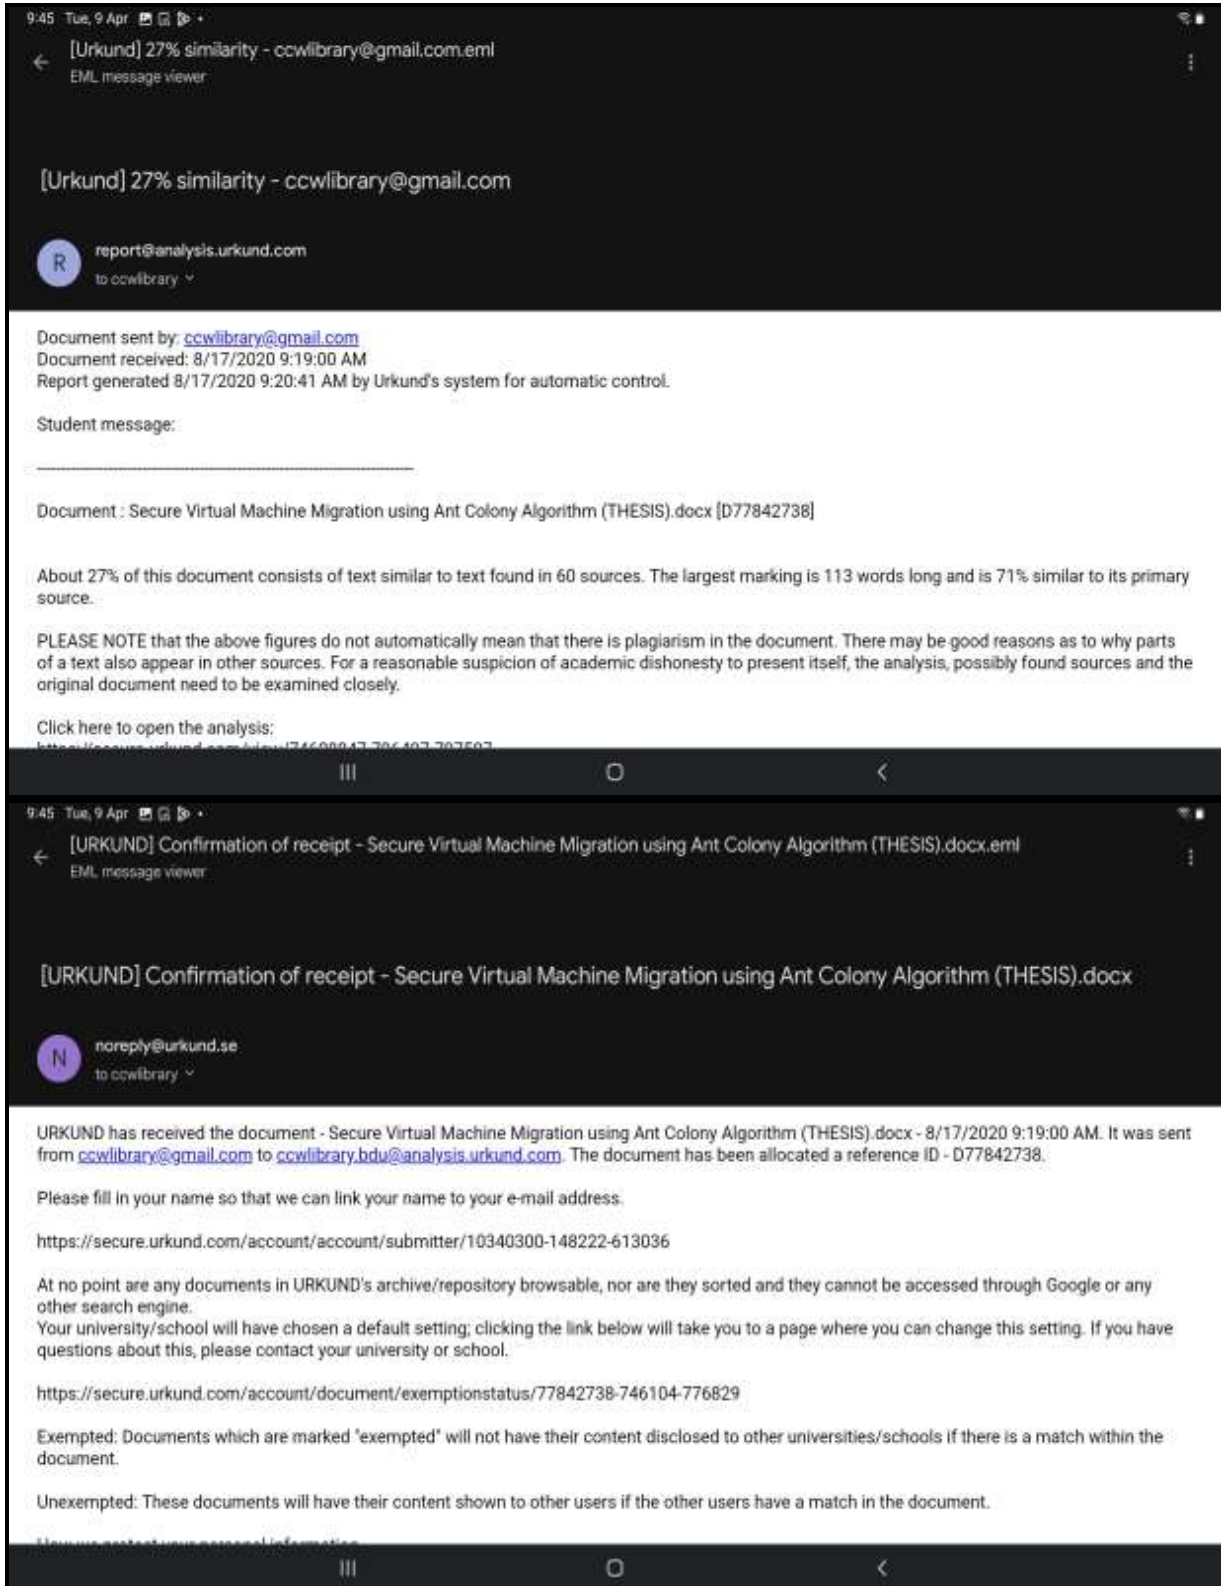 9:45 Tue, 9 Apr
[Urkund] 27% similarity - ccwlibrary@gmail.com.eml
EML message viewer
[Urkund] 27% similarity - ccwlibrary@gmail.com
R
report@analysis.urkund.com
to ccwlibrary
Document sent by: ccwlibrary@gmail.com
Document received: 8/17/2020 9:19:00 AM
Report generated 8/17/2020 9:20:41 AM by Urkund's system for automatic control.
Student message:
Document : Secure Virtual Machine Migration using Ant Colony Algorithm (THESIS).docx [D77842738]
About 27% of this document consists of text similar to text found in 60 sources. The largest marking is 113 words long and is 71% similar to its primary
source.
PLEASE NOTE that the above figures do not automatically mean that there is plagiarism in the document. There may be good reasons as to why parts
of a text also appear in other sources. For a reasonable suspicion of academic dishonesty to present itself, the analysis, possibly found sources and the
original document need to be examined closely.
Click here to open the analysis:
9:45 Tue, 9 Apr
[URKUND] Confirmation of receipt - Secure Virtual Machine Migration using Ant Colony Algorithm (THESIS).docx.eml
EML message viewer
[URKUND] Confirmation of receipt - Secure Virtual Machine Migration using Ant Colony Algorithm (THESIS).docx
N
noreply@urkund.se
to ccwlibrary
URKUND has received the document - Secure Virtual Machine Migration using Ant Colony Algorithm (THESIS).docx - 8/17/2020 9:19:00 AM. It was sent
from ccwlibrary@gmail.com to ccwlibrary.bdu@analysis.urkund.com. The document has been allocated a reference ID - D77842738.
Please fill in your name so that we can link your name to your e-mail address.
https://secure.urkund.com/account/account/submitter/10340300-148222-613036
At no point are any documents in URKUND's archive/repository browsable, nor are they sorted and they cannot be accessed through Google or any
other search engine.
Your university/school will have chosen a default setting; clicking the link below will take you to a page where you can change this setting. If you have
questions about this, please contact your university or school.
https://secure.urkund.com/account/document/exemptionstatus/77842738-746104-776829
Exempted: Documents which are marked "exempted" will not have their content disclosed to other universities/schools if there is a match within the
document.
Unexempted: These documents will have their content shown to other users if the other users have a match in the document.